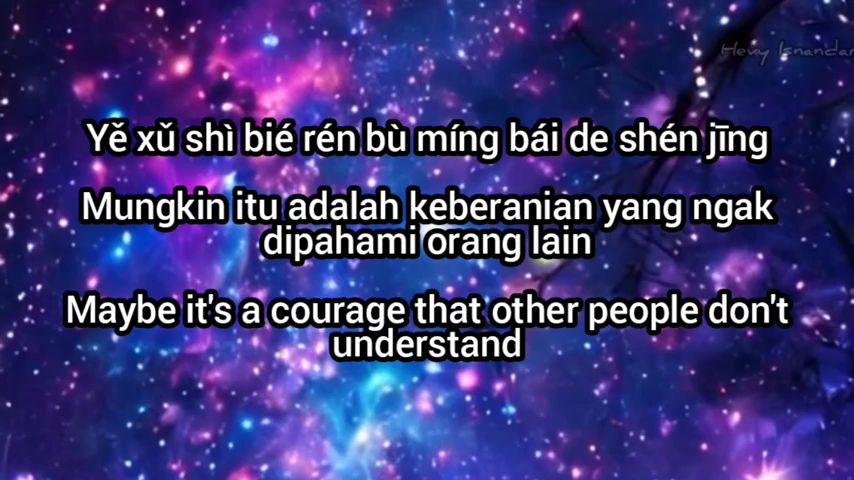 Hevy Isnandar
Yě xǔ shì bié rén bù míng bái de shén jīng
Mungkin itu adalah keberanian yang ngak
dipahami orang lain
Maybe it's a courage that other people don't
understand